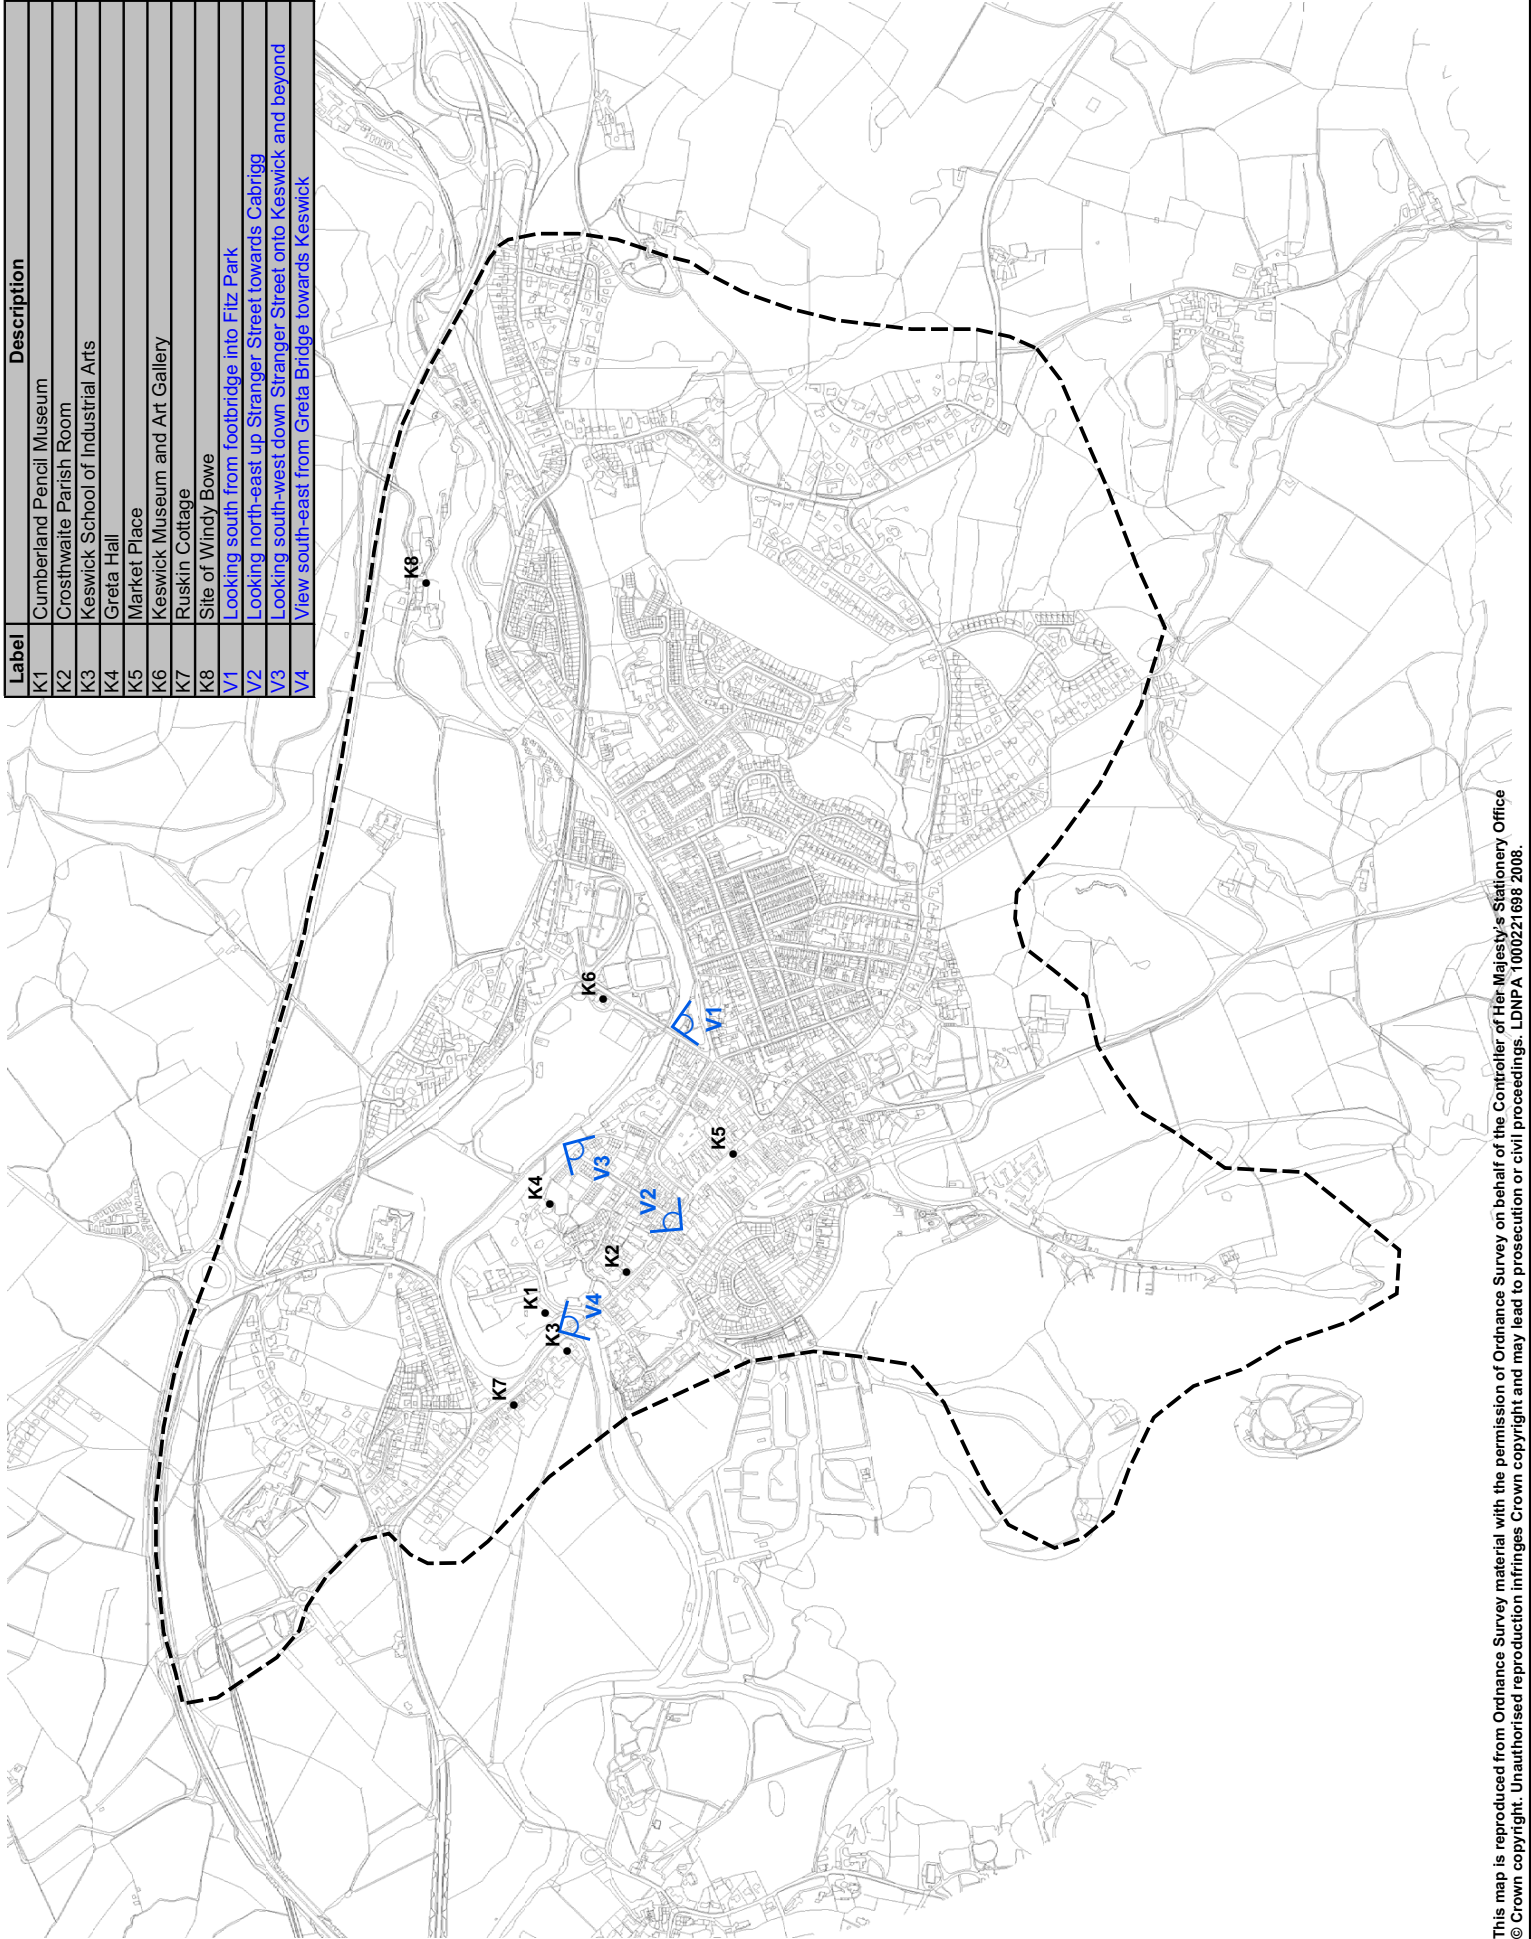 Label Description
K1 Cumberland Pencil Museum
K2 Crosthwaite Parish Room
K3 Keswick School of Industrial Arts
K4 Greta Hall
K5 Market Place
K6 Keswick Museum and Art Gallery
K7 Ruskin Cottage
K8 Site of Windy Bowe
V1 Looking south from footbridge into Fitz Park
V2 Looking north-east up Stranger Street towards Cabrigg
V3 Looking south-west down Stranger Street onto Keswick and beyond
V4 View south-east from Greta Bridge towards Keswick
K8
K6
V1
K5
V3
K4
V2
K2
K1
V4
K3
K7
This map is reproduced from Ordnance Survey material with the permission of Ordnance Survey on behalf of the Controller of Her Majesty's Stationery Office
© Crown copyright. Unauthorised reproduction infringes Crown copyright and may lead to prosecution or civil proceedings. LDNPA 1000221698 2008.